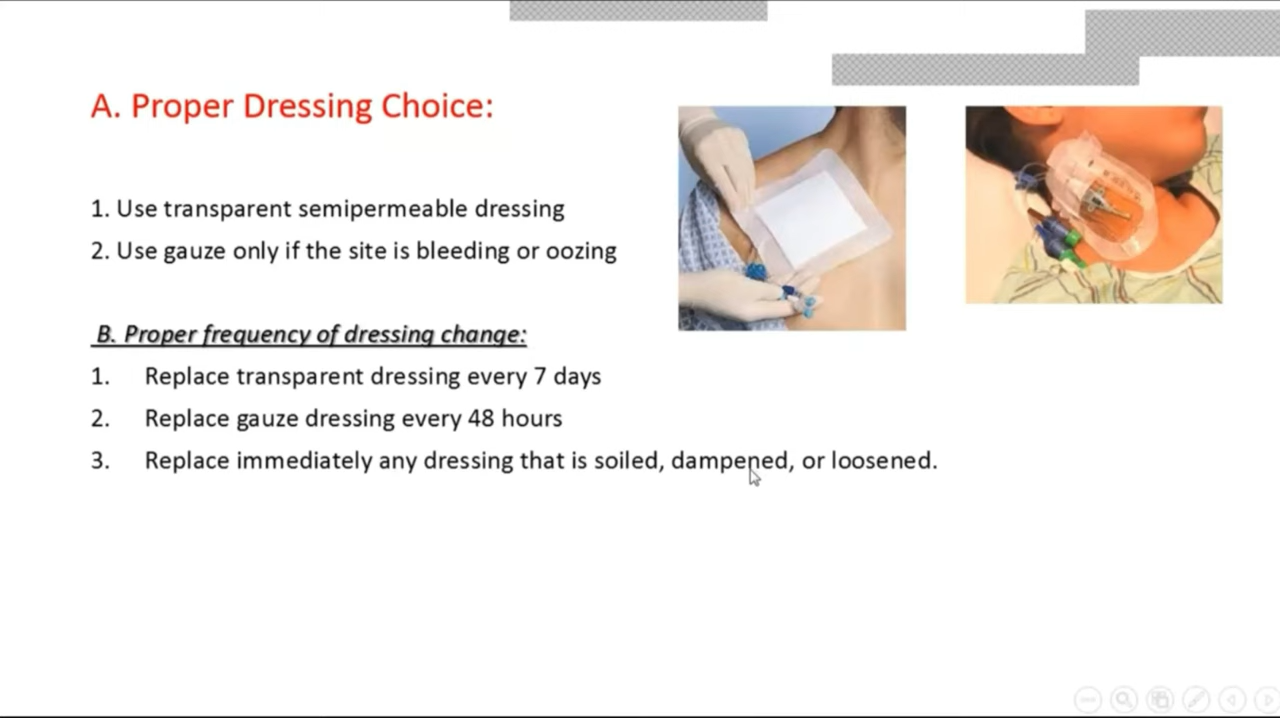 A. Proper Dressing Choice:
1. Use transparent semipermeable dressing
2. Use gauze only if the site is bleeding or oozing
B. Proper frequency of dressing change:
1. Replace transparent dressing every 7 days
2. Replace gauze dressing every 48 hours
3. Replace immediately any dressing that is soiled, dampened, or loosened.